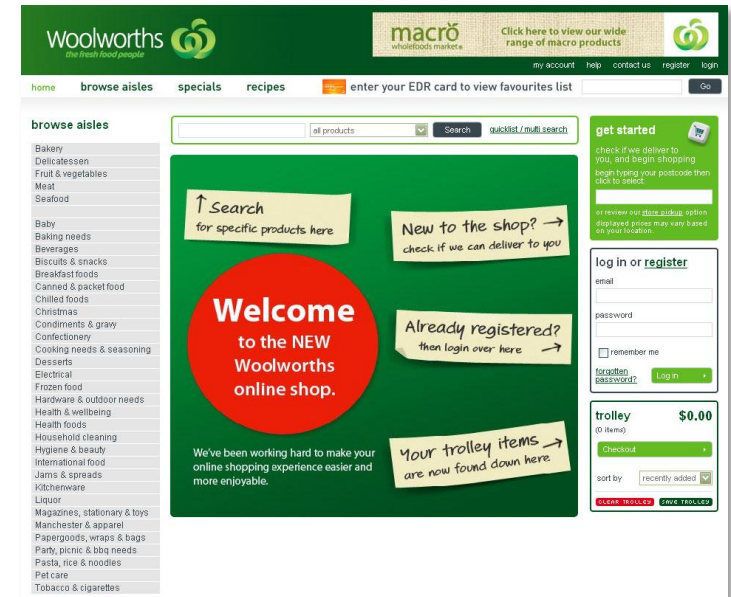 Woolworths
the fresh food people
macro
wholefoods market
Click here to view our wide
range of macro products
my account help contact us register login
home browse aisles specials recipes enter your EDR card to view favourites list Go
browse aisles
Bakery
Delicatessen
Fruit & vegetables
Meat
Seafood
Baby
Baking needs
Beverages
Biscuits & snacks
Breakfast foods
Canned & packet food
Chilled foods
Christmas
Condiments & gravy
Confectionery
Cooking needs & seasoning
Desserts
Electrical
Frozen food
Hardware & outdoor needs
Health & wellbeing
Health foods
Household cleaning
Hygiene & beauty
International food
Jams & spreads
Kitchenware
Liquor
Magazines, stationary & toys
Manchester & apparel
Papergoods, wraps & bags
Party, picnic & bbq needs
Pasta, rice & noodles
Pet care
Tobacco & cigarettes
all products Search quicklist / multi search
↑ Search
for specific products here
New to the shop? →
check if we can deliver to you
Welcome
to the NEW
Woolworths
online shop.
Already registered?
then login over here →
We've been working hard to make your
online shopping experience easier and
more enjoyable.
Your trolley items →
are now found down here
get started
check if we deliver to
you, and begin shopping
begin typing your postcode then
click to select:
or review our store pickup option
displayed prices may vary based
on your location.
log in or register
email
password
remember me
forgotten
password?
Log in
trolley $0.00
(0 items)
Checkout
sort by recently added
CLEAR TROLLEY SAVE TROLLEY